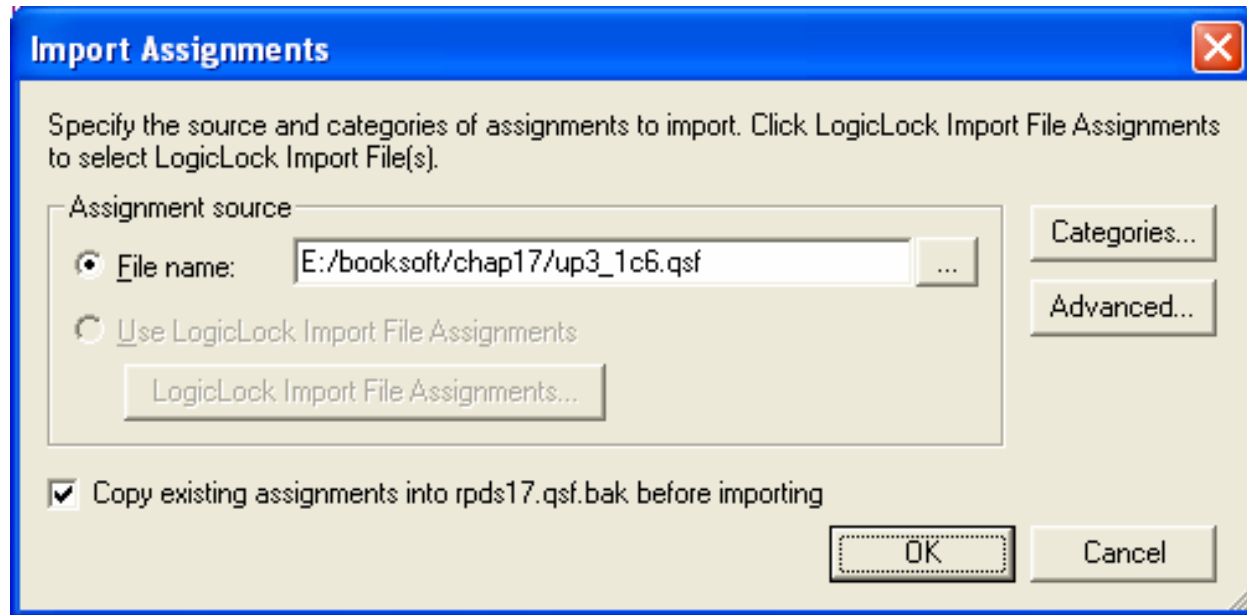 Import Assignments
Specify the source and categories of assignments to import. Click LogicLock Import File Assignments
to select LogicLock Import File(s).
Assignment source
File name:
E:/booksoft/chap17/up3_1c6.qsf
...
Categories...
Use LogicLock Import File Assignments
Advanced...
LogicLock Import File Assignments...
Copy existing assignments into rpds17.qsf.bak before importing
OK
Cancel